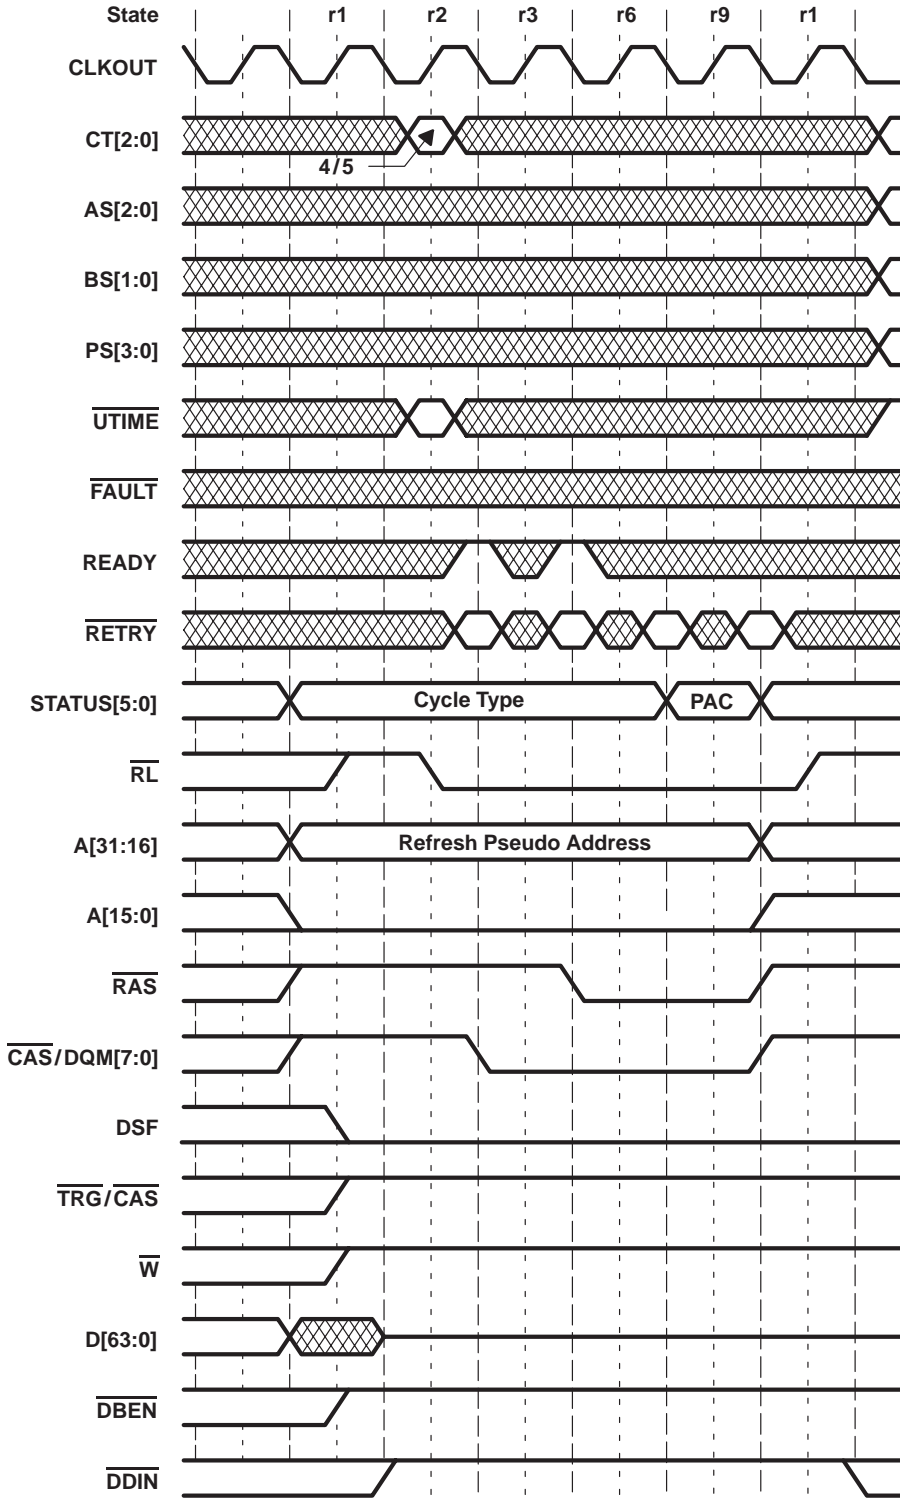 State r1 r2 r3 r6 r9 r1
CLKOUT
CT[2:0]
4/5
AS[2:0]
BS[1:0]
PS[3:0]
UTIME
FAULT
READY
RETRY
STATUS[5:0] Cycle Type PAC
RL
A[31:16] Refresh Pseudo Address
A[15:0]
RAS
CAS/DQM[7:0]
DSF
TRG/CAS
W
D[63:0]
DBEN
DDIN